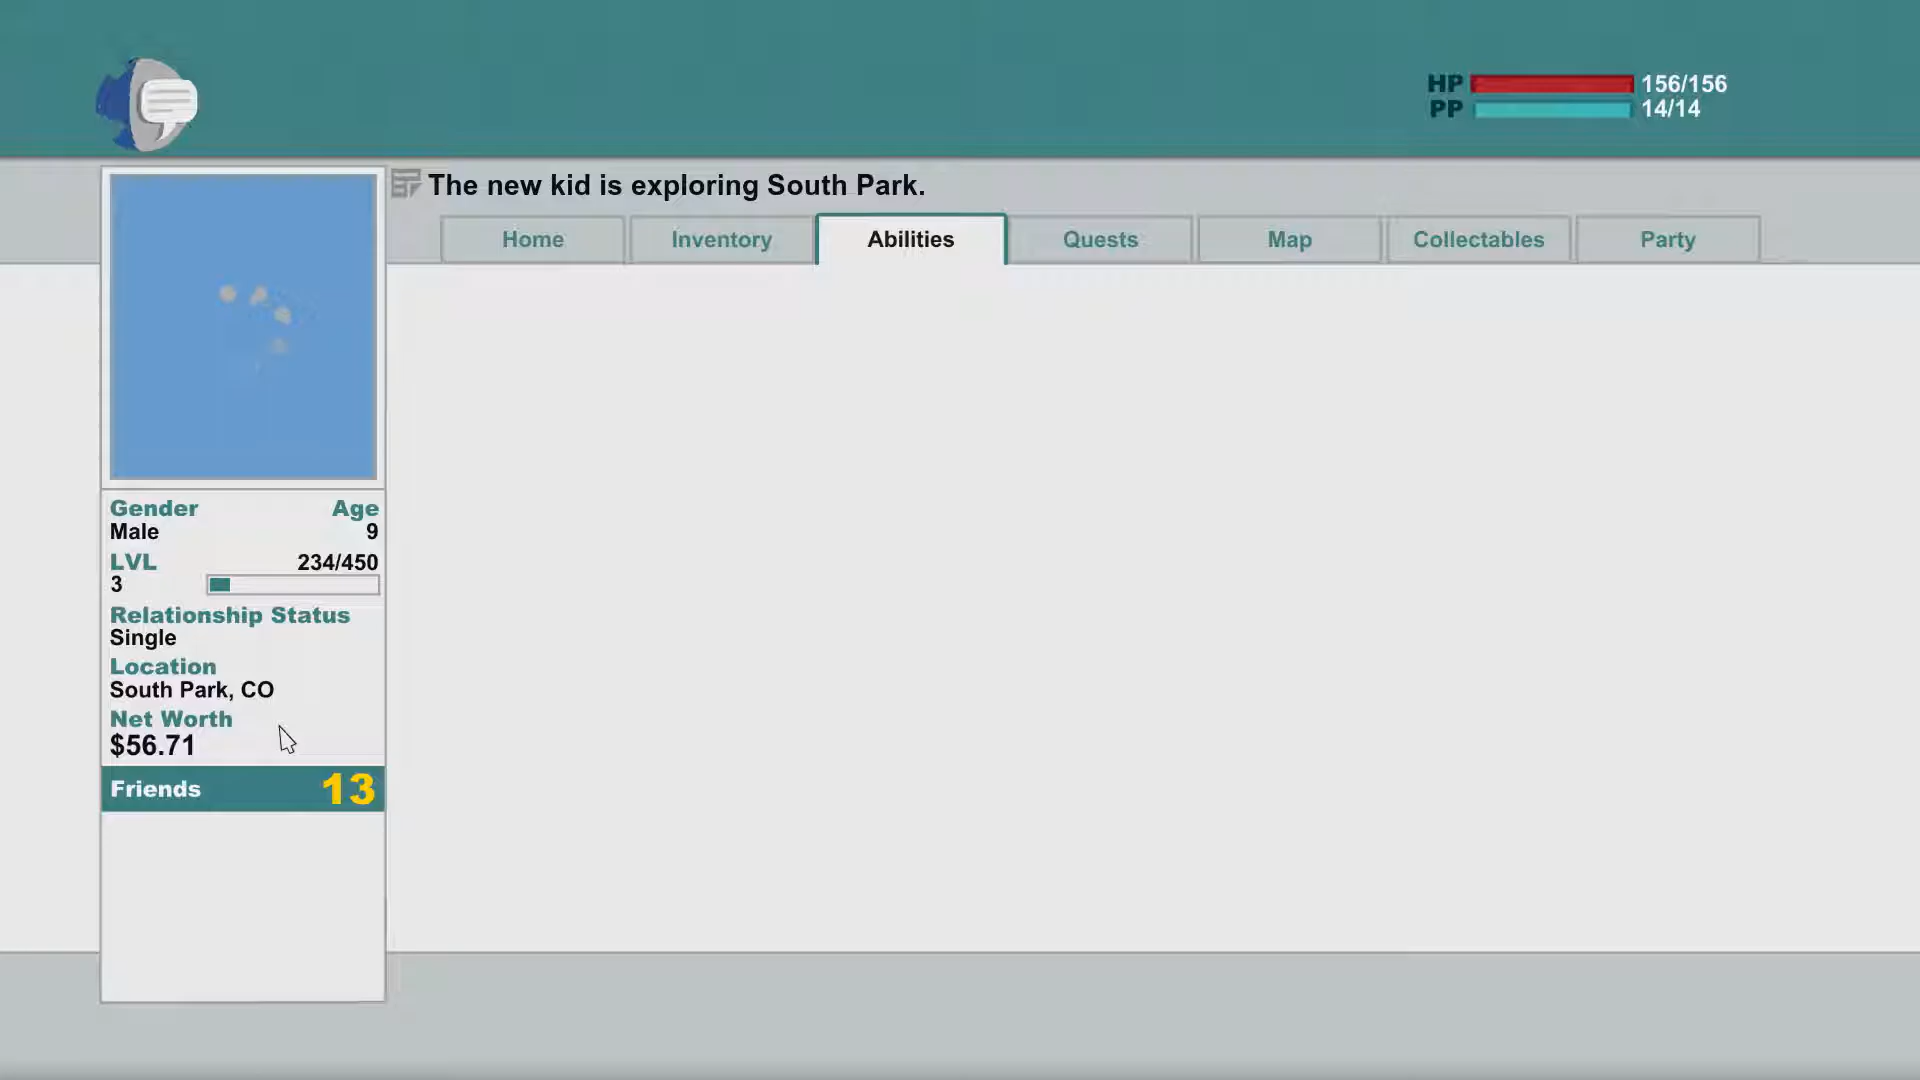 HP 156/156
PP 14/14
The new kid is exploring South Park.
Home Inventory Abilities Quests Map Collectables Party
Gender Age
Male 9
LVL 234/450
3
Relationship Status
Single
Location
South Park, CO
Net Worth
$56.71
Friends 13